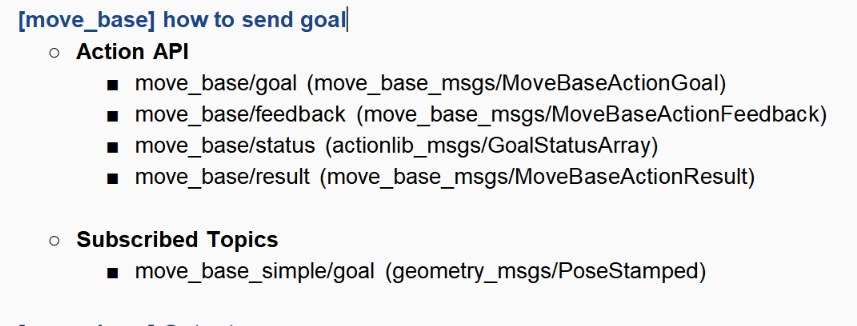 [move_base] how to send goal
○ Action API
■ move_base/goal (move_base_msgs/MoveBaseActionGoal)
■ move_base/feedback (move_base_msgs/MoveBaseActionFeedback)
■ move_base/status (actionlib_msgs/GoalStatusArray)
■ move_base/result (move_base_msgs/MoveBaseActionResult)
○ Subscribed Topics
■ move_base_simple/goal (geometry_msgs/PoseStamped)